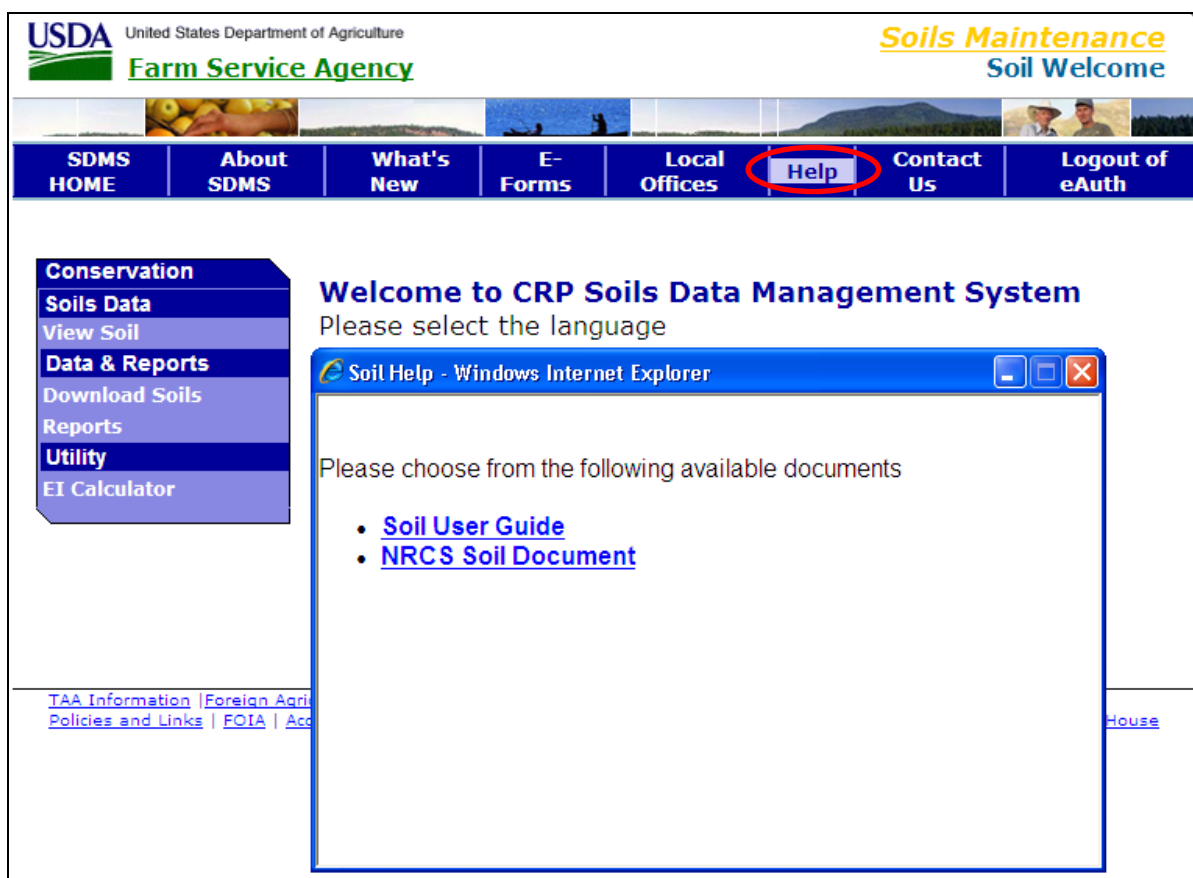 USDA United States Department of Agriculture
Farm Service Agency
Soils Maintenance
Soil Welcome
SDMS HOME
About SDMS
What's New
E-Forms
Local Offices
Help
Contact Us
Logout of eAuth
Conservation
Soils Data
View Soil
Data & Reports
Download Soils
Reports
Utility
EI Calculator
Welcome to CRP Soils Data Management System
Please select the language
Soil Help - Windows Internet Explorer
Please choose from the following available documents
• Soil User Guide
• NRCS Soil Document
TAA Information |Foreign Agri
Policies and Links | FOIA | Acc
House